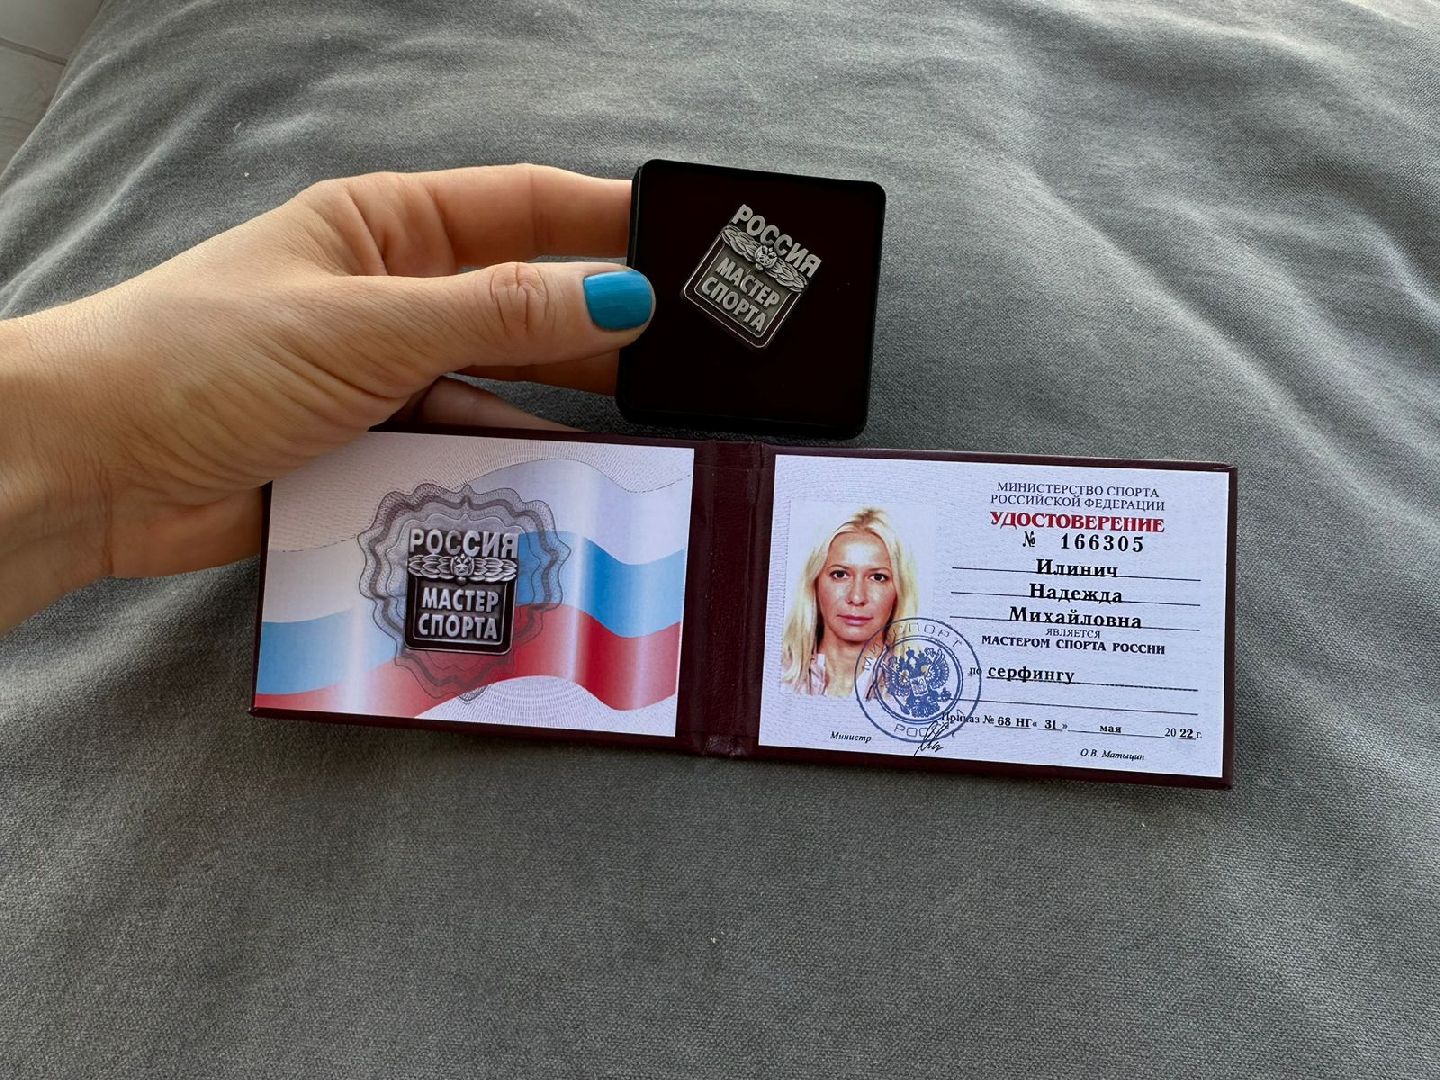 РОССИЯ
МАСТЕР
СПОРТА
РОССИЯ
МАСТЕР
СПОРТА
МИНИСТЕРСТВО СПОРТА
РОССИЙСКОЙ ФЕДЕРАЦИИ
УДОСТОВЕРЕНИЕ
№ 166305
Илинич
Надежда
Михайловна
ЯВЛЯЕТСЯ
МАСТЕРОМ СПОРТА РОССИИ
по серфингу
Приказ № 68 НГ « 31 » мая 2022 г.
Министр О.В. Матыцин